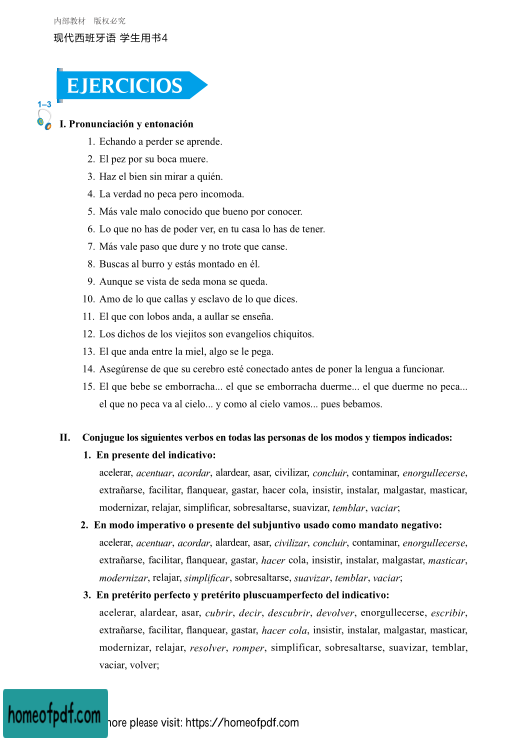 内部教材 版权必究
现代西班牙语 学生用书4
EJERCICIOS
1–3
I. Pronunciación y entonación
1. Echando a perder se aprende.
2. El pez por su boca muere.
3. Haz el bien sin mirar a quién.
4. La verdad no peca pero incomoda.
5. Más vale malo conocido que bueno por conocer.
6. Lo que no has de poder ver, en tu casa lo has de tener.
7. Más vale paso que dure y no trote que canse.
8. Buscas al burro y estás montado en él.
9. Aunque se vista de seda mona se queda.
10. Amo de lo que callas y esclavo de lo que dices.
11. El que con lobos anda, a aullar se enseña.
12. Los dichos de los viejitos son evangelios chiquitos.
13. El que anda entre la miel, algo se le pega.
14. Asegúrense de que su cerebro esté conectado antes de poner la lengua a funcionar.
15. El que bebe se emborracha... el que se emborracha duerme... el que duerme no peca...
el que no peca va al cielo... y como al cielo vamos... pues bebamos.
II. Conjugue los siguientes verbos en todas las personas de los modos y tiempos indicados:
1. En presente del indicativo:
acelerar, acentuar, acordar, alardear, asar, civilizar, concluir, contaminar, enorgullecerse,
extrañarse, facilitar, flanquear, gastar, hacer cola, insistir, instalar, malgastar, masticar,
modernizar, relajar, simplificar, sobresaltarse, suavizar, temblar, vaciar;
2. En modo imperativo o presente del subjuntivo usado como mandato negativo:
acelerar, acentuar, acordar, alardear, asar, civilizar, concluir, contaminar, enorgullecerse,
extrañarse, facilitar, flanquear, gastar, hacer cola, insistir, instalar, malgastar, masticar,
modernizar, relajar, simplificar, sobresaltarse, suavizar, temblar, vaciar;
3. En pretérito perfecto y pretérito pluscuamperfecto del indicativo:
acelerar, alardear, asar, cubrir, decir, descubrir, devolver, enorgullecerse, escribir,
extrañarse, facilitar, flanquear, gastar, hacer cola, insistir, instalar, malgastar, masticar,
modernizar, relajar, resolver, romper, simplificar, sobresaltarse, suavizar, temblar,
vaciar, volver;
homeofpdf.com
more please visit: https://homeofpdf.com